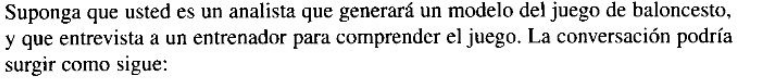 Suponga que usted es un analista que generará un modelo del juego de baloncesto,
y que entrevista a un entrenador para comprender el juego. La conversación podría
surgir como sigue: